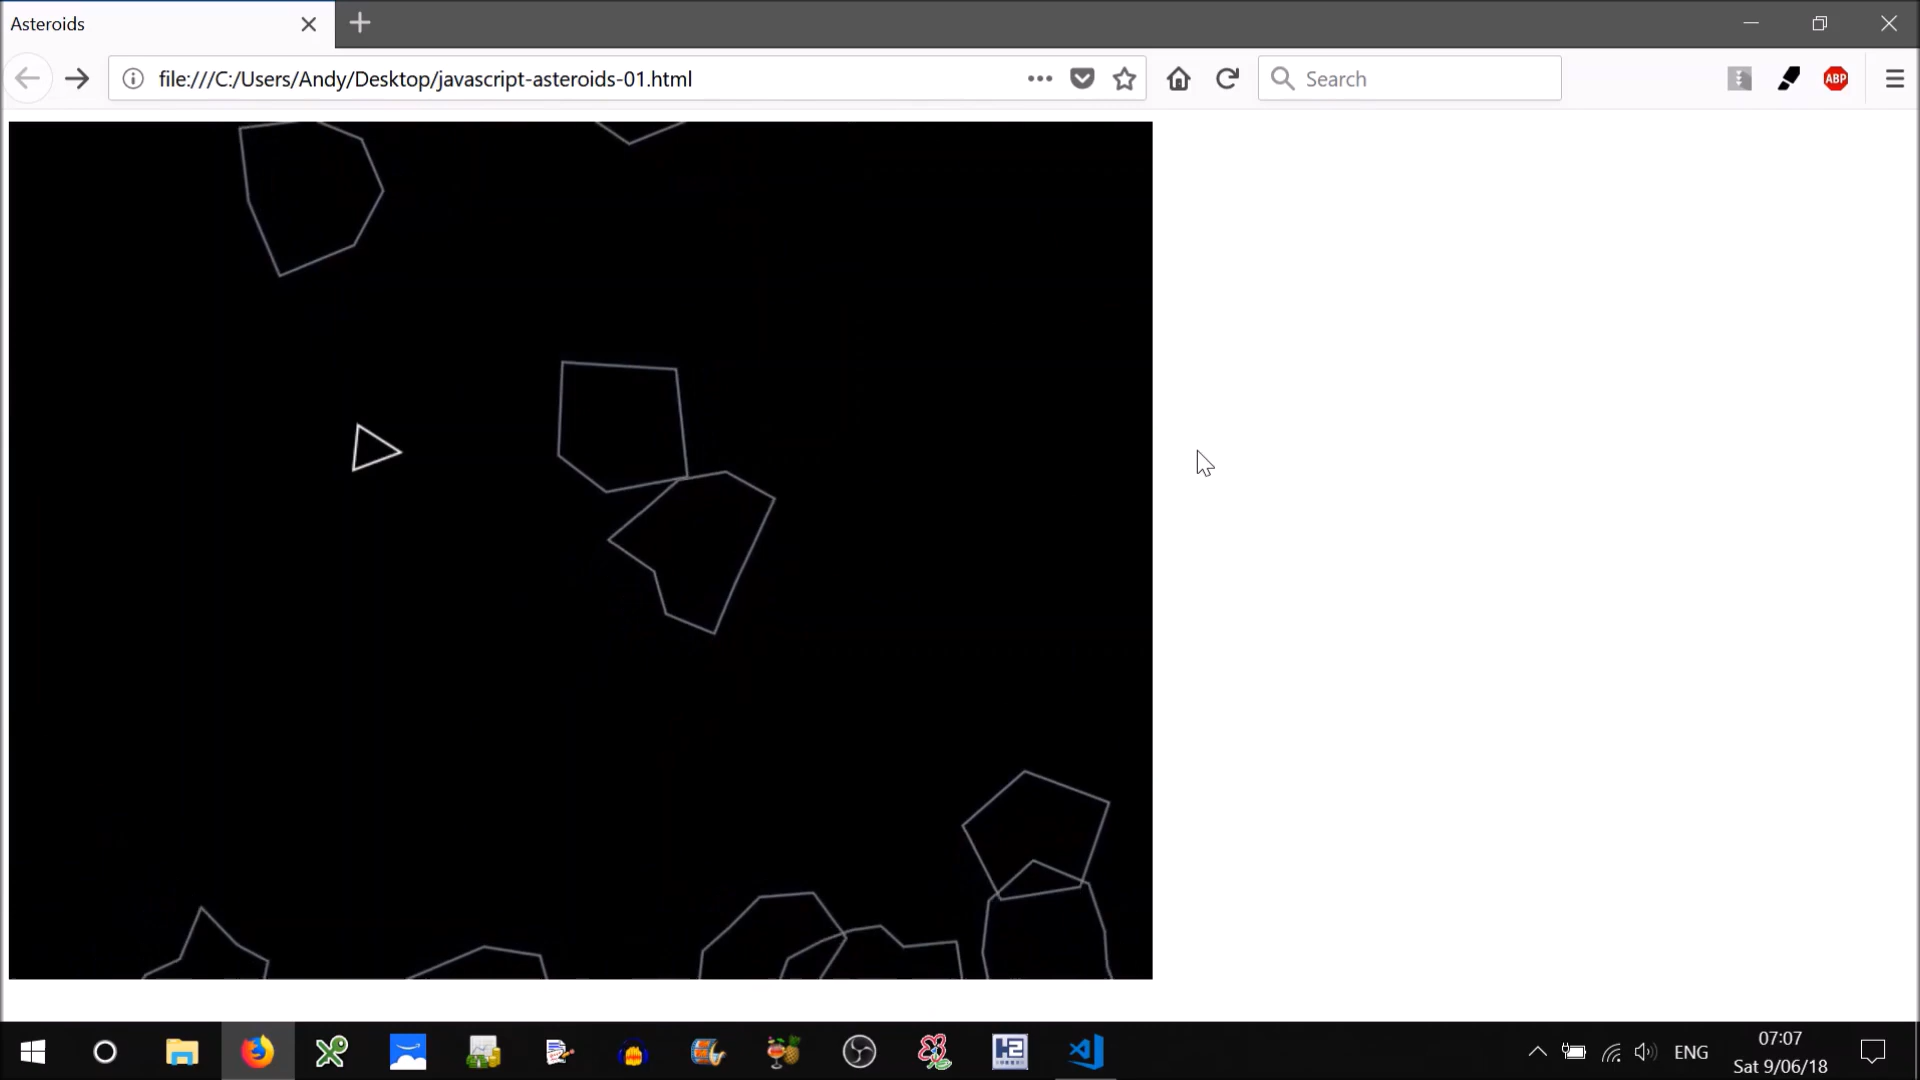 Asteroids
file:///C:/Users/Andy/Desktop/javascript-asteroids-01.html
Search
ABP
ENG
07:07
Sat 9/06/18